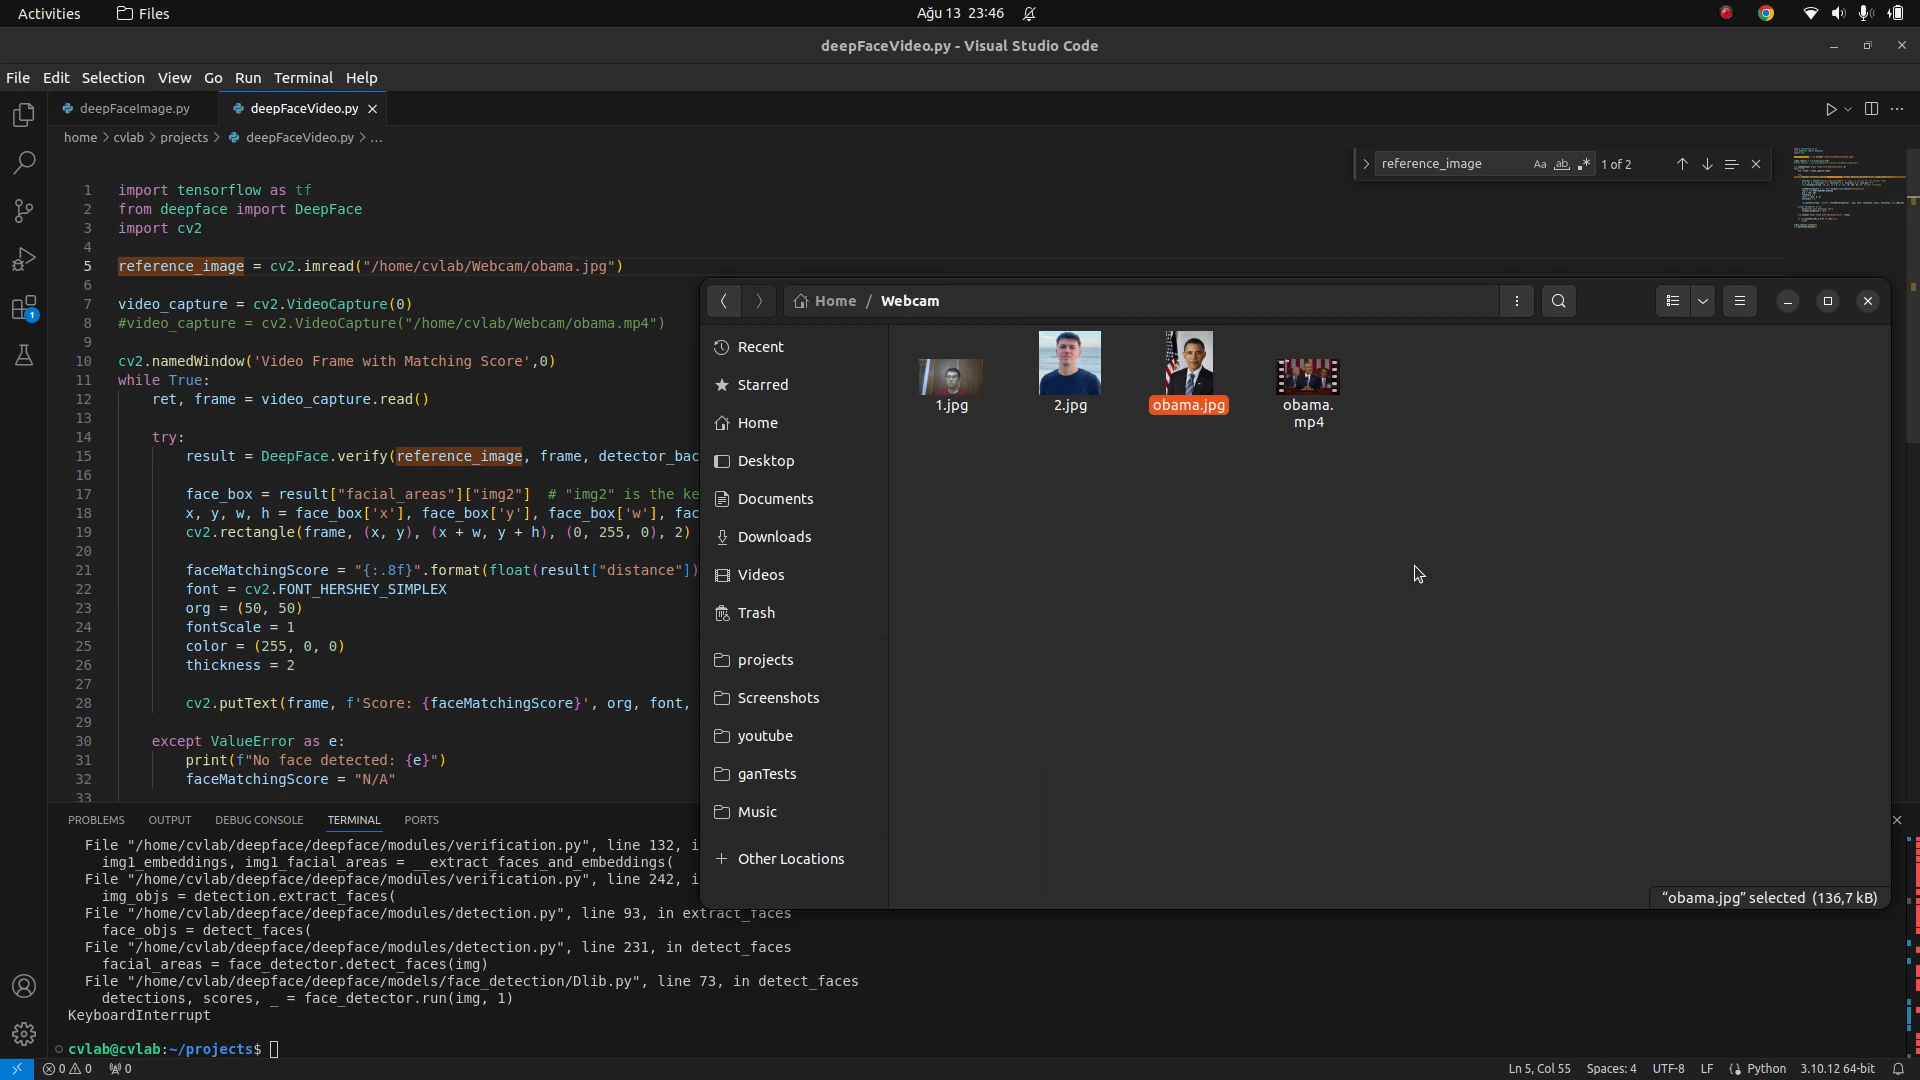 Activities Files Ağu 13 23:46
deepFaceVideo.py - Visual Studio Code
File Edit Selection View Go Run Terminal Help
deepFaceImage.py deepFaceVideo.py
home > cvlab > projects > deepFaceVideo.py > ...
reference_image Aa ab 1 of 2
1 import tensorflow as tf
2 from deepface import DeepFace
3 import cv2
4
5 reference_image = cv2.imread("/home/cvlab/Webcam/obama.jpg")
6
7 video_capture = cv2.VideoCapture(0)
8 #video_capture = cv2.VideoCapture("/home/cvlab/Webcam/obama.mp4")
9
10 cv2.namedWindow('Video Frame with Matching Score',0)
11 while True:
12 ret, frame = video_capture.read()
13
14 try:
15 result = DeepFace.verify(reference_image, frame, detector_bac
16
17 face_box = result["facial_areas"]["img2"] # "img2" is the ke
18 x, y, w, h = face_box['x'], face_box['y'], face_box['w'], fac
19 cv2.rectangle(frame, (x, y), (x + w, y + h), (0, 255, 0), 2)
20
21 faceMatchingScore = "{:.8f}".format(float(result["distance"])
22 font = cv2.FONT_HERSHEY_SIMPLEX
23 org = (50, 50)
24 fontScale = 1
25 color = (255, 0, 0)
26 thickness = 2
27
28 cv2.putText(frame, f'Score: {faceMatchingScore}', org, font,
29
30 except ValueError as e:
31 print(f"No face detected: {e}")
32 faceMatchingScore = "N/A"
33
Home / Webcam
Recent
Starred
Home
Desktop
Documents
Downloads
Videos
Trash
projects
Screenshots
youtube
ganTests
Music
Other Locations
1.jpg 2.jpg obama.jpg obama.
mp4
“obama.jpg” selected (136,7 kB)
PROBLEMS OUTPUT DEBUG CONSOLE TERMINAL PORTS
File "/home/cvlab/deepface/deepface/modules/verification.py", line 132, i
img1_embeddings, img1_facial_areas = __extract_faces_and_embeddings(
File "/home/cvlab/deepface/deepface/modules/verification.py", line 242, i
img_objs = detection.extract_faces(
File "/home/cvlab/deepface/deepface/modules/detection.py", line 93, in extract_faces
face_objs = detect_faces(
File "/home/cvlab/deepface/deepface/modules/detection.py", line 231, in detect_faces
facial_areas = face_detector.detect_faces(img)
File "/home/cvlab/deepface/deepface/models/face_detection/Dlib.py", line 73, in detect_faces
detections, scores, _ = face_detector.run(img, 1)
KeyboardInterrupt
cvlab@cvlab:~/projects$
0 0 0 Ln 5, Col 55 Spaces: 4 UTF-8 LF Python 3.10.12 64-bit
1